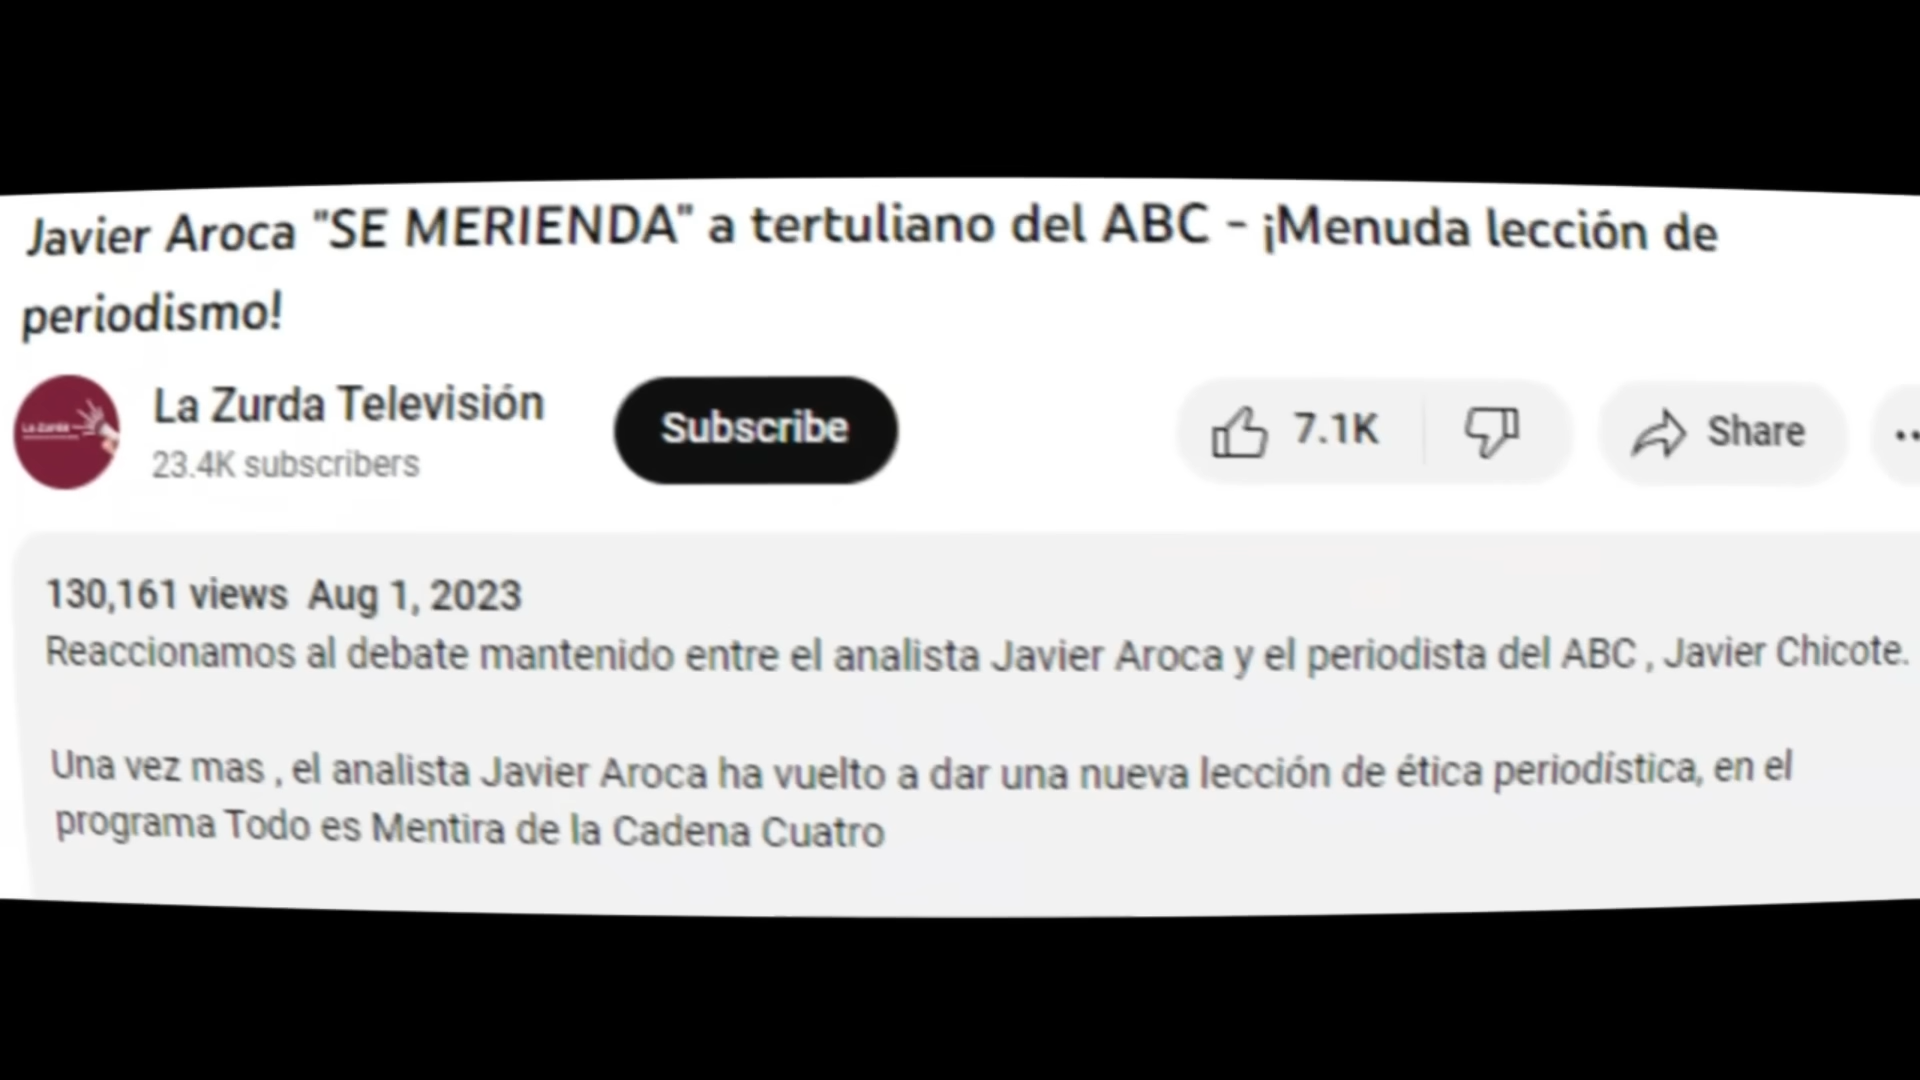 Javier Aroca "SE MERIENDA" a tertuliano del ABC - ¡Menuda lección de
periodismo!
La Zurda Televisión
23.4K subscribers
Subscribe
7.1K
Share
La Zurda
130,161 views Aug 1, 2023
Reaccionamos al debate mantenido entre el analista Javier Aroca y el periodista del ABC , Javier Chicote.
Una vez mas , el analista Javier Aroca ha vuelto a dar una nueva lección de ética periodística, en el
programa Todo es Mentira de la Cadena Cuatro